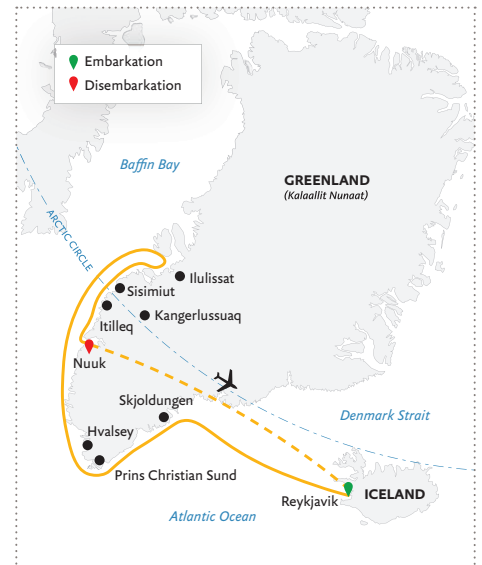 Embarkation
Disembarkation
Baffin Bay
GREENLAND
(Kalaallit Nunaat)
ARCTIC CIRCLE
Ilulissat
Sisimiut
Kangerlussuaq
Itilleq
Nuuk
Skjoldungen
Denmark Strait
Hvalsey
Prins Christian Sund
Reykjavik
ICELAND
Atlantic Ocean